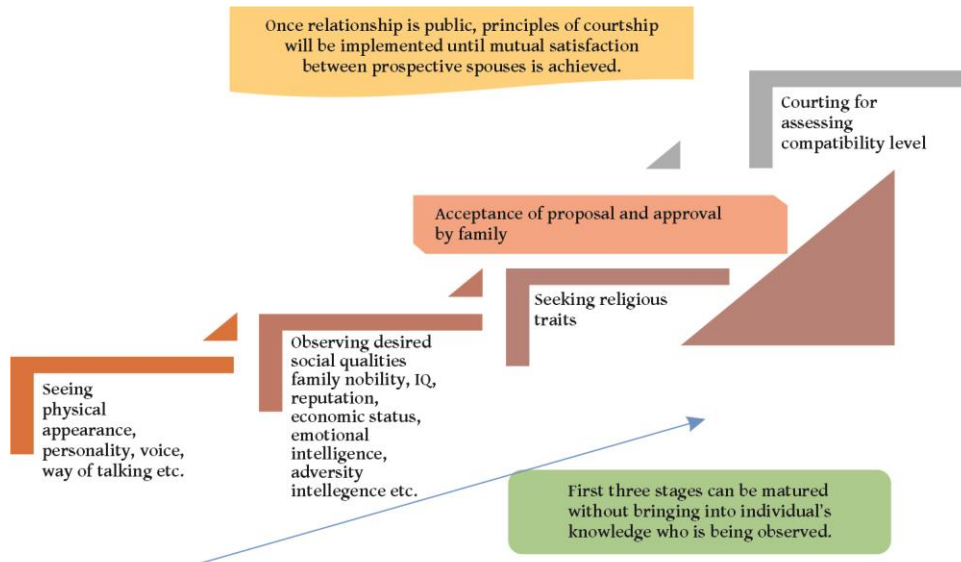 Once relationship is public, principles of courtship
will be implemented until mutual satisfaction
between prospective spouses is achieved.
Courting for
assessing
compatibility level
Acceptance of proposal and approval
by family
Seeking religious
traits
Observing desired
social qualities
family nobility, IQ,
reputation,
economic status,
emotional
intelligence,
adversity
intellegence etc.
Seeing
physical
appearance,
personality, voice,
way of talking etc.
First three stages can be matured
without bringing into individual's
knowledge who is being observed.